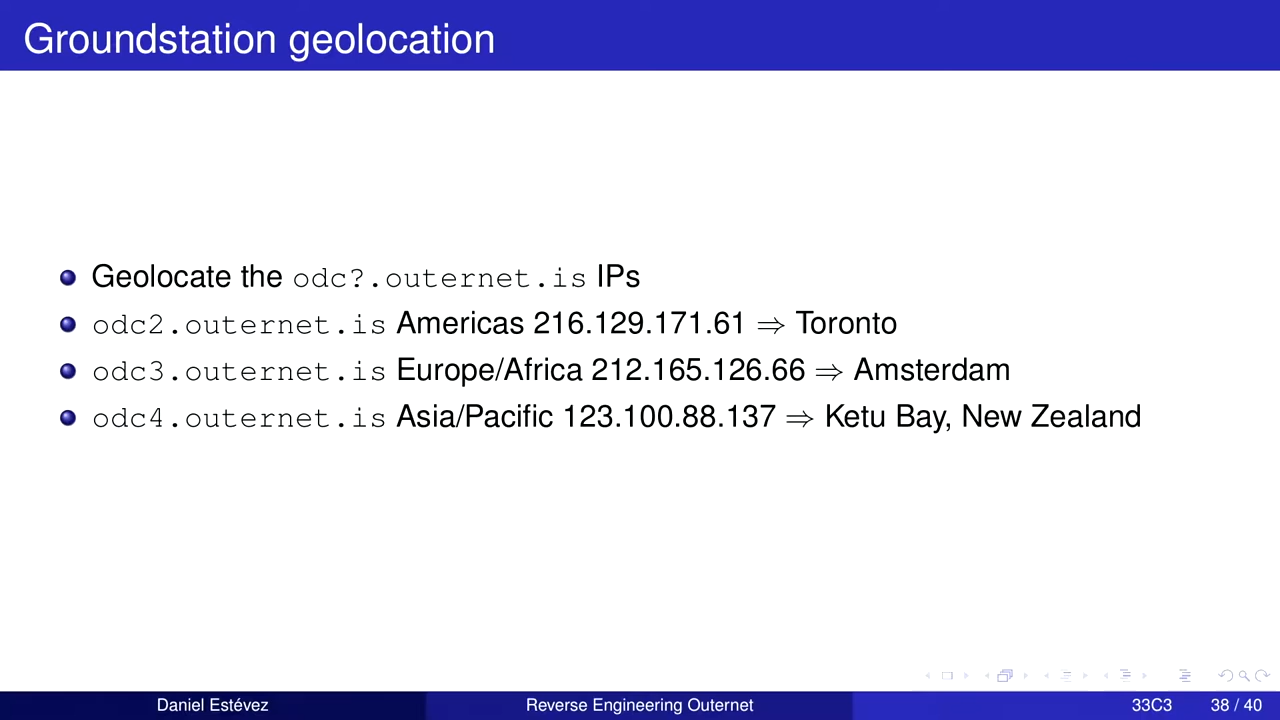 Groundstation geolocation
Geolocate the odc?.outernet.is IPs
odc2.outernet.is Americas 216.129.171.61 ⇒ Toronto
odc3.outernet.is Europe/Africa 212.165.126.66 ⇒ Amsterdam
odc4.outernet.is Asia/Pacific 123.100.88.137 ⇒ Ketu Bay, New Zealand
Daniel Estévez Reverse Engineering Outernet 33C3 38 / 40